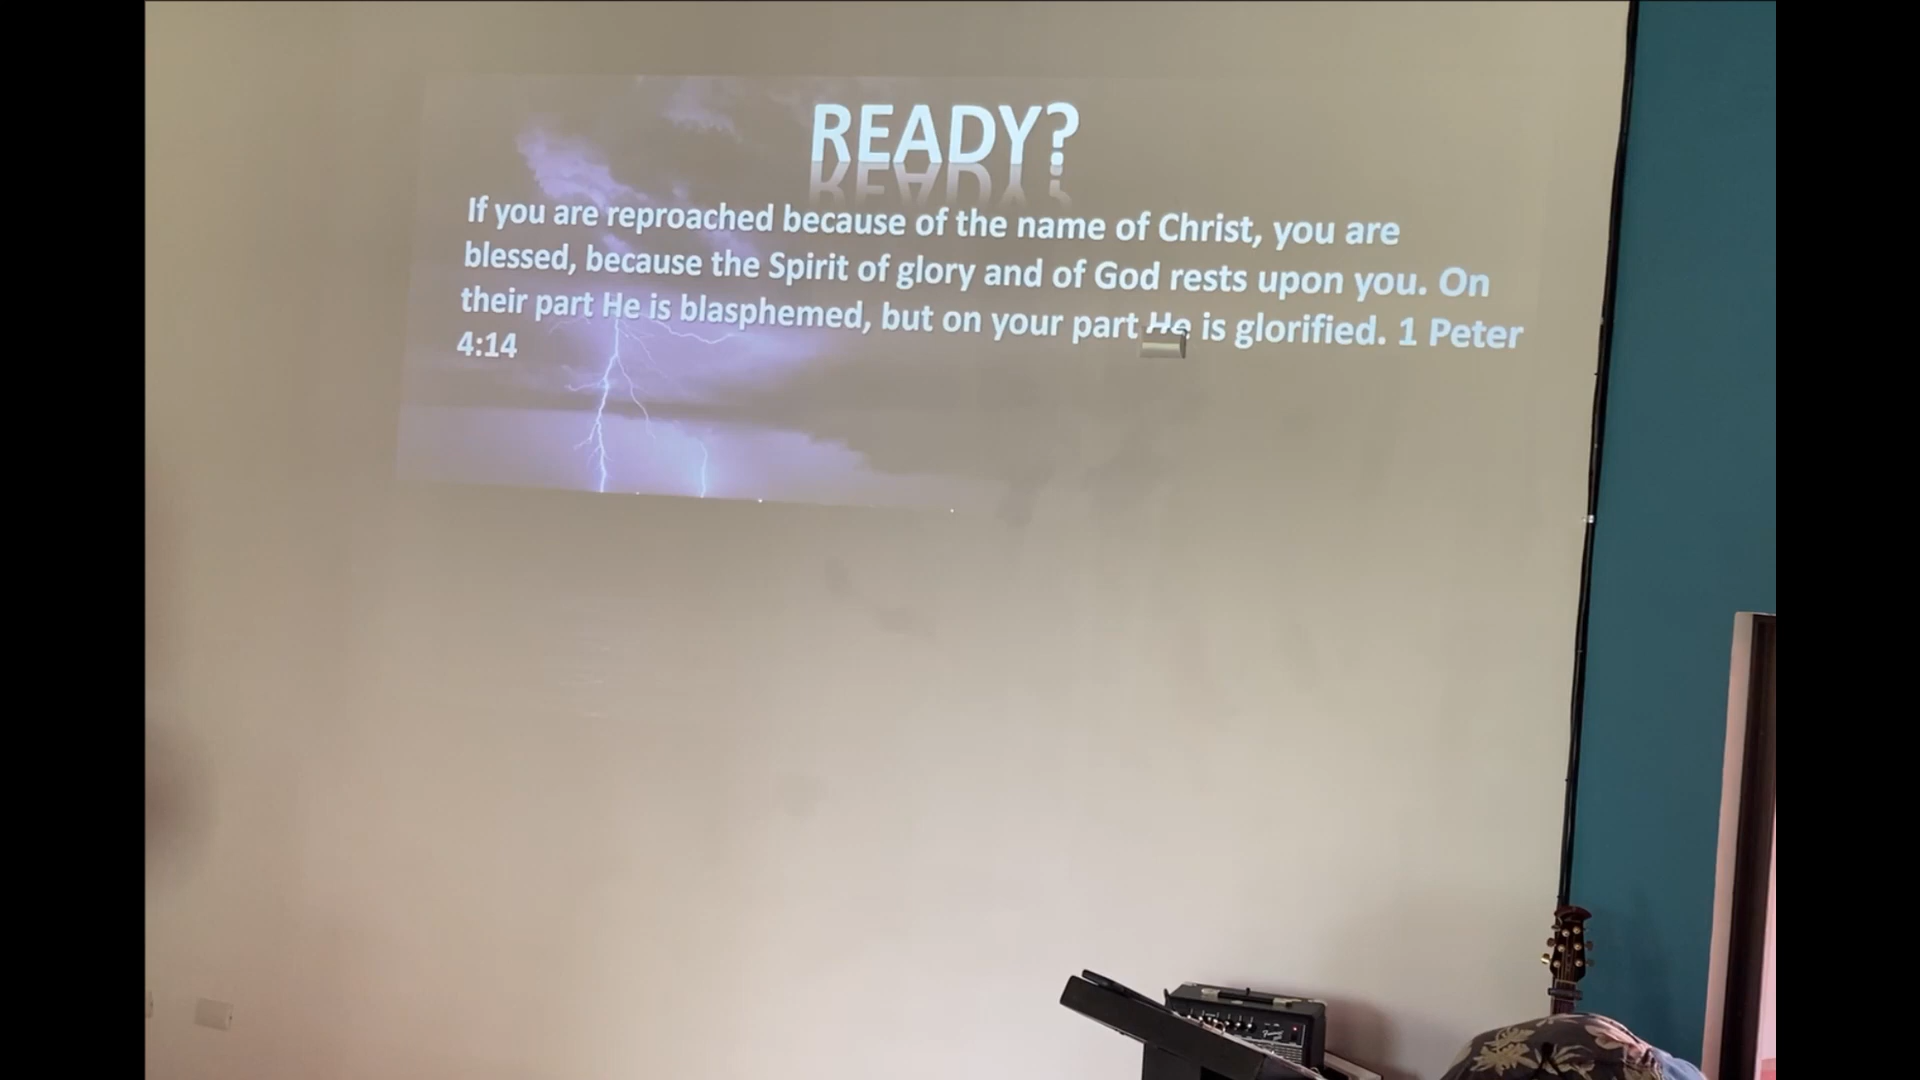 READY?
If you are reproached because of the name of Christ, you are
blessed, because the Spirit of glory and of God rests upon you. On
their part He is blasphemed, but on your part He is glorified. 1 Peter
4:14